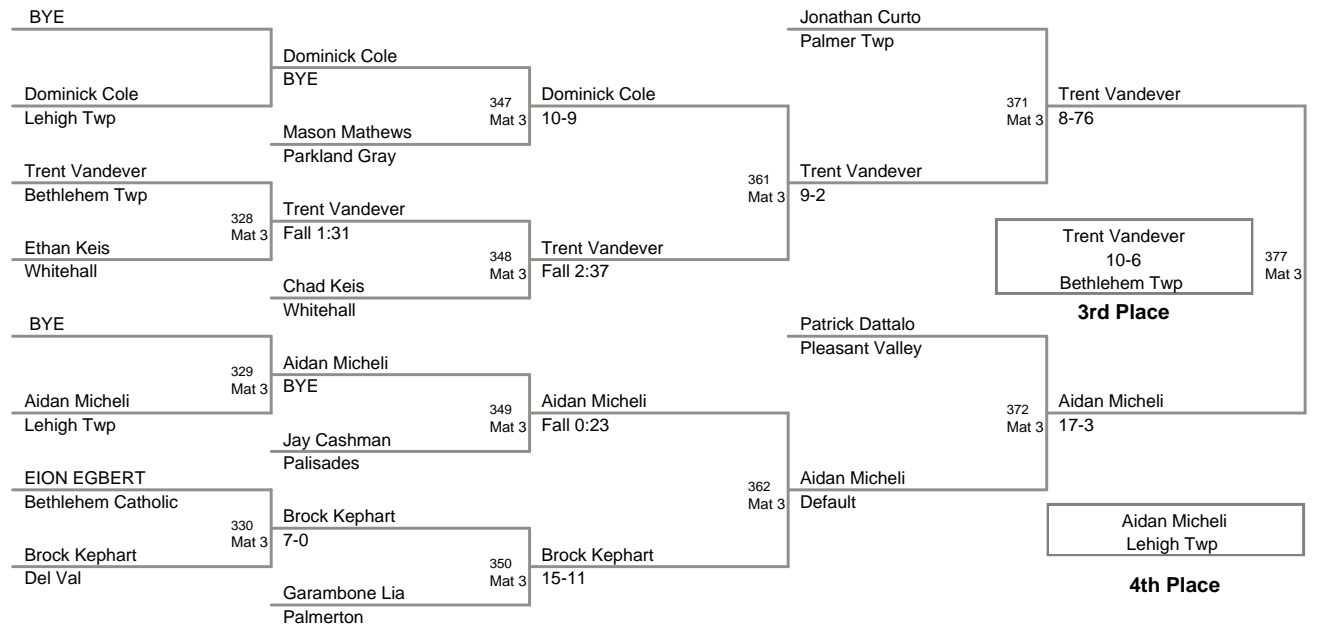 BYE
Jonathan Curto
Palmer Twp
Dominick Cole
BYE
Dominick Cole
Lehigh Twp
347
Mat 3
Dominick Cole
10-9
371
Mat 3
Trent Vandever
8-76
Mason Mathews
Parkland Gray
Trent Vandever
Bethlehem Twp
361
Mat 3
Trent Vandever
9-2
328
Mat 3
Trent Vandever
Fall 1:31
Ethan Keis
Whitehall
348
Mat 3
Trent Vandever
Fall 2:37
Trent Vandever
10-6
Bethlehem Twp
377
Mat 3
3rd Place
Chad Keis
Whitehall
BYE
Patrick Dattalo
Pleasant Valley
329
Mat 3
Aidan Micheli
BYE
Aidan Micheli
Lehigh Twp
349
Mat 3
Aidan Micheli
Fall 0:23
372
Mat 3
Aidan Micheli
17-3
Jay Cashman
Palisades
EION EGBERT
Bethlehem Catholic
362
Mat 3
Aidan Micheli
Default
330
Mat 3
Brock Kephart
7-0
Aidan Micheli
Lehigh Twp
Brock Kephart
Del Val
350
Mat 3
Brock Kephart
15-11
4th Place
Garambone Lia
Palmerton